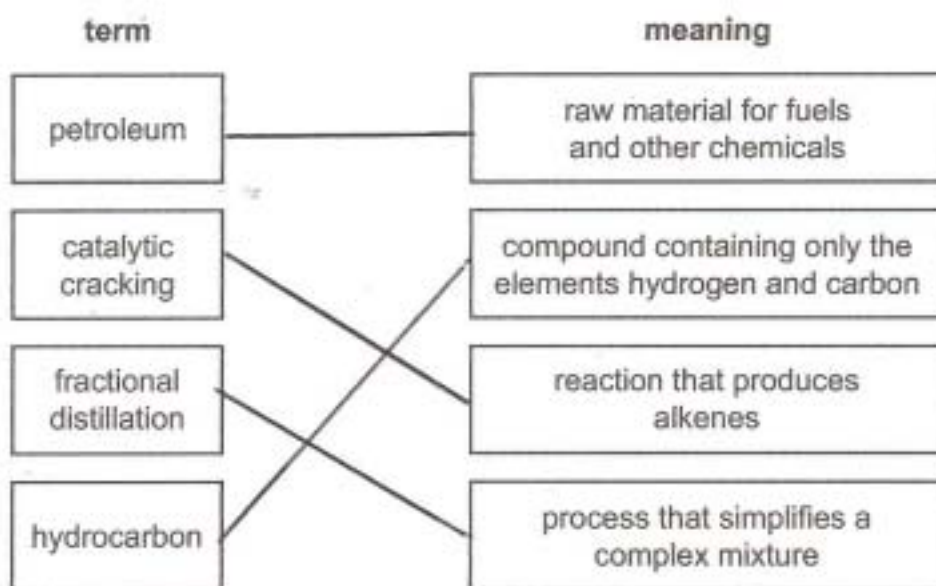 term
meaning
petroleum
raw material for fuels
and other chemicals
catalytic
cracking
compound containing only the
elements hydrogen and carbon
fractional
distillation
reaction that produces
alkenes
hydrocarbon
process that simplifies a
complex mixture